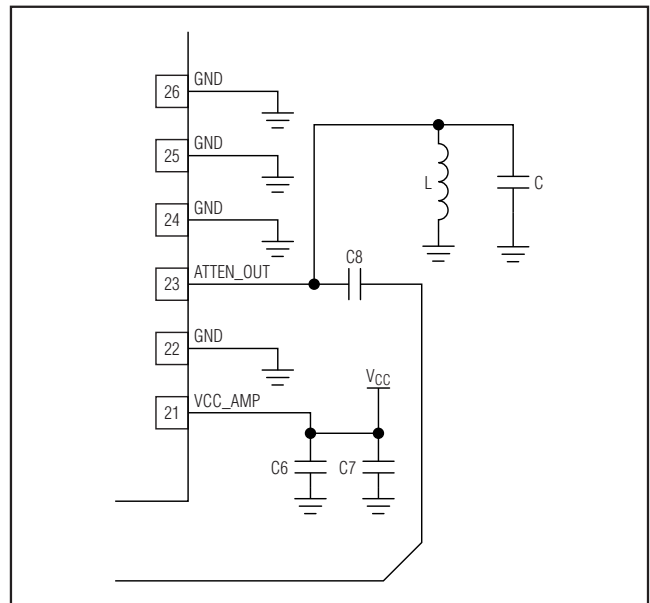 26 GND
25 GND
24 GND
L
C
23 ATTEN_OUT
C8
22 GND
VCC
21 VCC_AMP
C6
C7